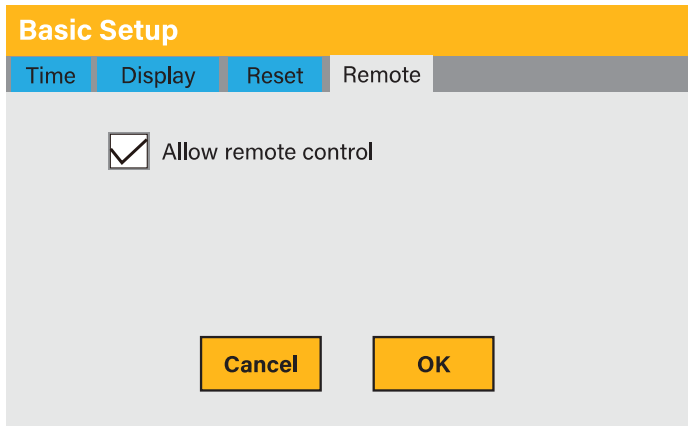 Basic Setup
Time Display Reset Remote
Allow remote control
Cancel OK